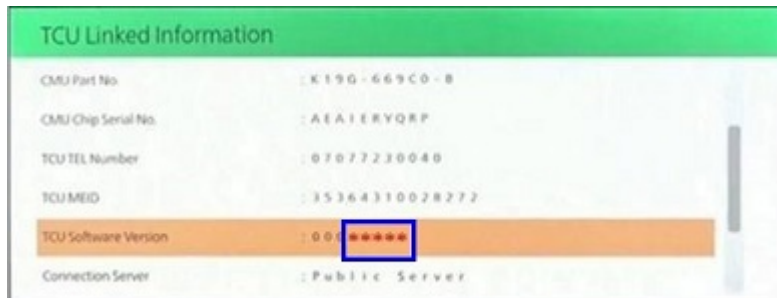 TCU Linked Information
CMU Part No. : K19G-669C0-B
CMU Chip Serial No. : AEAIERYQRP
TCU TEL Number : 07077230040
TCU MEID : 35364310028272
TCU Software Version : 000*****
Connection Server : Public Server